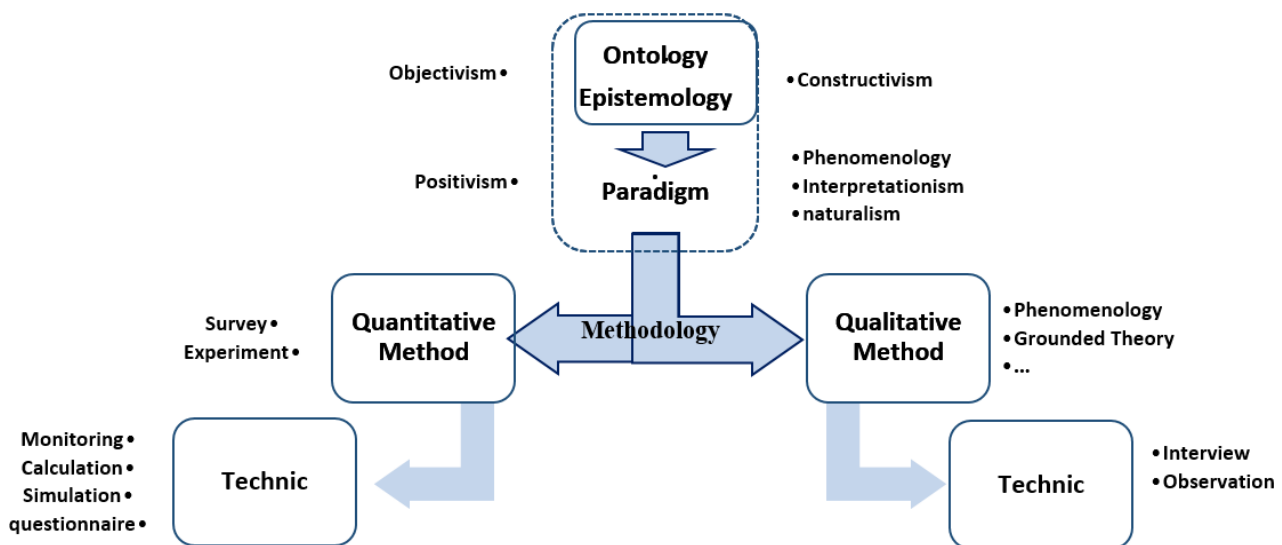 Ontology
Epistemology
Objectivism•
•Constructivism
Positivism•
Paradigm
•Phenomenology
•Interpretationism
•naturalism
Methodology
Quantitative
Method
Survey•
Experiment•
Qualitative
Method
•Phenomenology
•Grounded Theory
•...
Monitoring•
Calculation•
Simulation•
questionnaire•
Technic
Technic
•Interview
•Observation